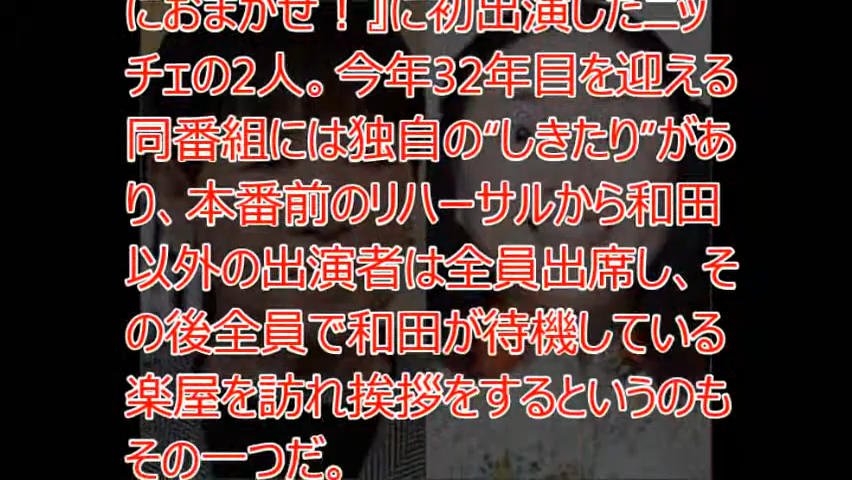 におまかせ！』に初出演したニッ
チェの2人。今年32年目を迎える
同番組には独自の“しきたり”があ
り、本番前のリハーサルから和田
以外の出演者は全員出席し、そ
の後全員で和田が待機している
楽屋を訪れ挨拶をするというのも
その一つだ。